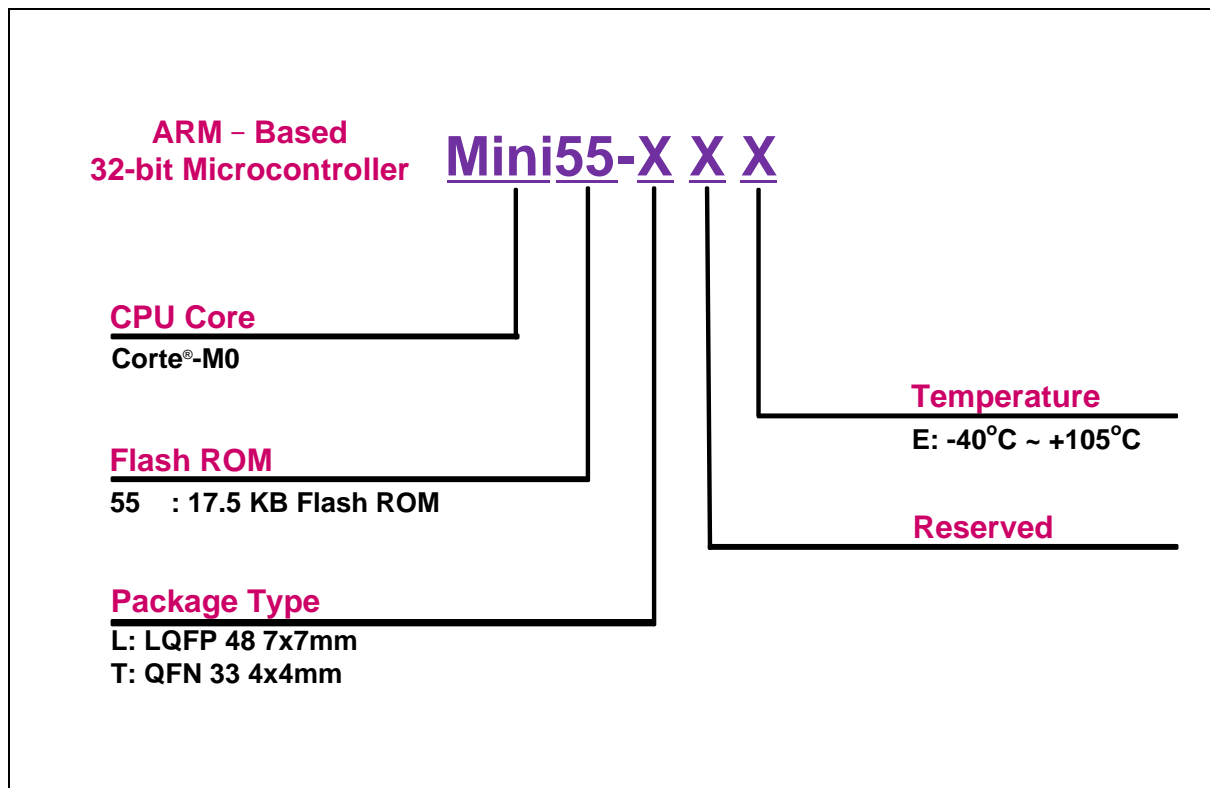 ARM – Based
32-bit Microcontroller
Mini55-X X X
CPU Core
Corte®-M0
Temperature
E: -40°C ~ +105°C
Flash ROM
55 : 17.5 KB Flash ROM
Reserved
Package Type
L: LQFP 48 7x7mm
T: QFN 33 4x4mm